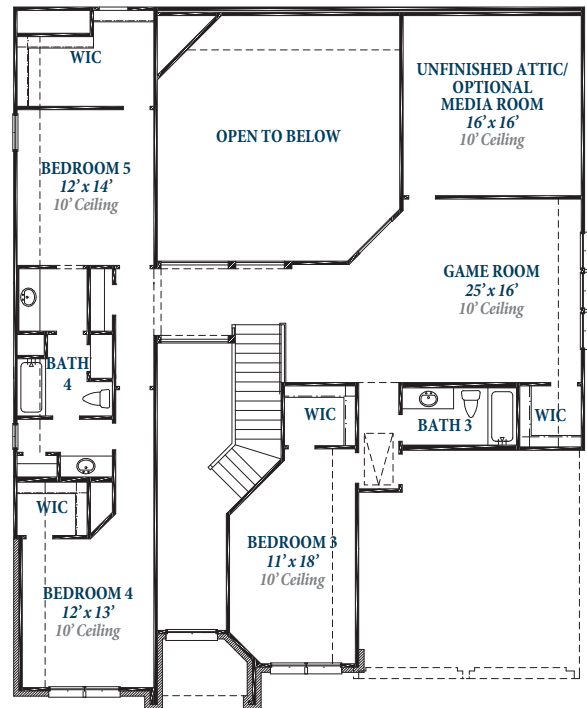 WIC
UNFINISHED ATTIC/
OPTIONAL
MEDIA ROOM
16' x 16'
10' Ceiling
OPEN TO BELOW
BEDROOM 5
12' x 14'
10' Ceiling
GAME ROOM
25' x 16'
10' Ceiling
BATH
4
WIC
BATH 3
WIC
WIC
BEDROOM 3
11' x 18'
10' Ceiling
BEDROOM 4
12' x 13'
10' Ceiling